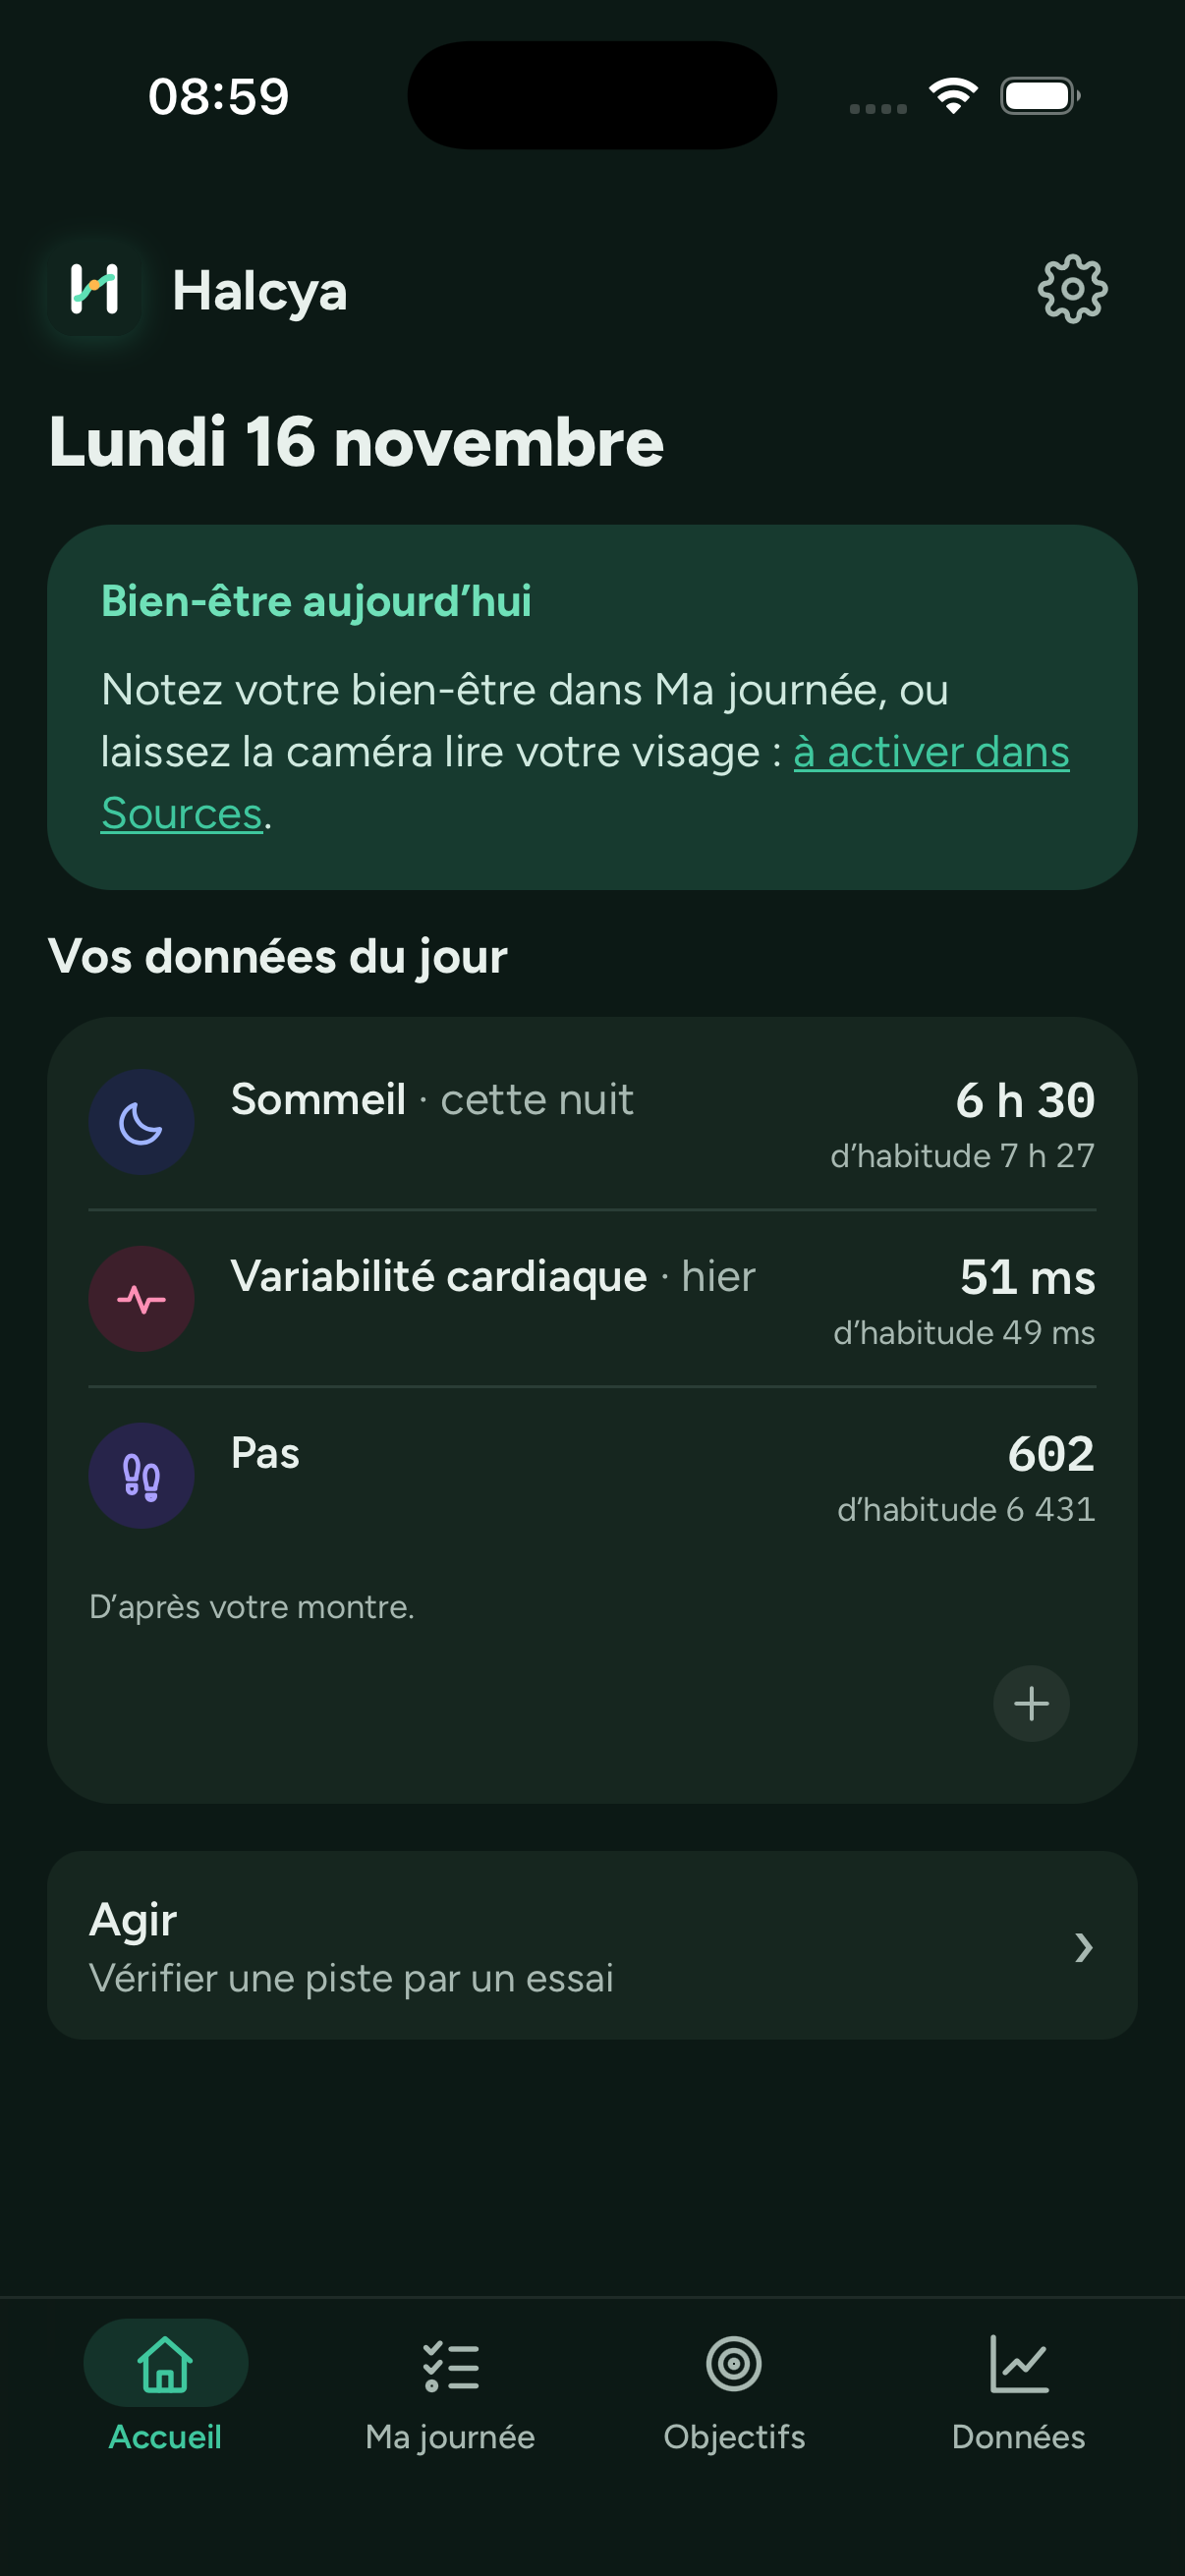 08:59
Halcya
Lundi 16 novembre
Bien-être aujourd’hui
Notez votre bien-être dans Ma journée, ou
laissez la caméra lire votre visage : à activer dans
Sources.
Vos données du jour
Sommeil · cette nuit
6 h 30
d’habitude 7 h 27
Variabilité cardiaque · hier
51 ms
d’habitude 49 ms
Pas
602
d’habitude 6 431
D’après votre montre.
Agir
Vérifier une piste par un essai
Accueil
Ma journée
Objectifs
Données